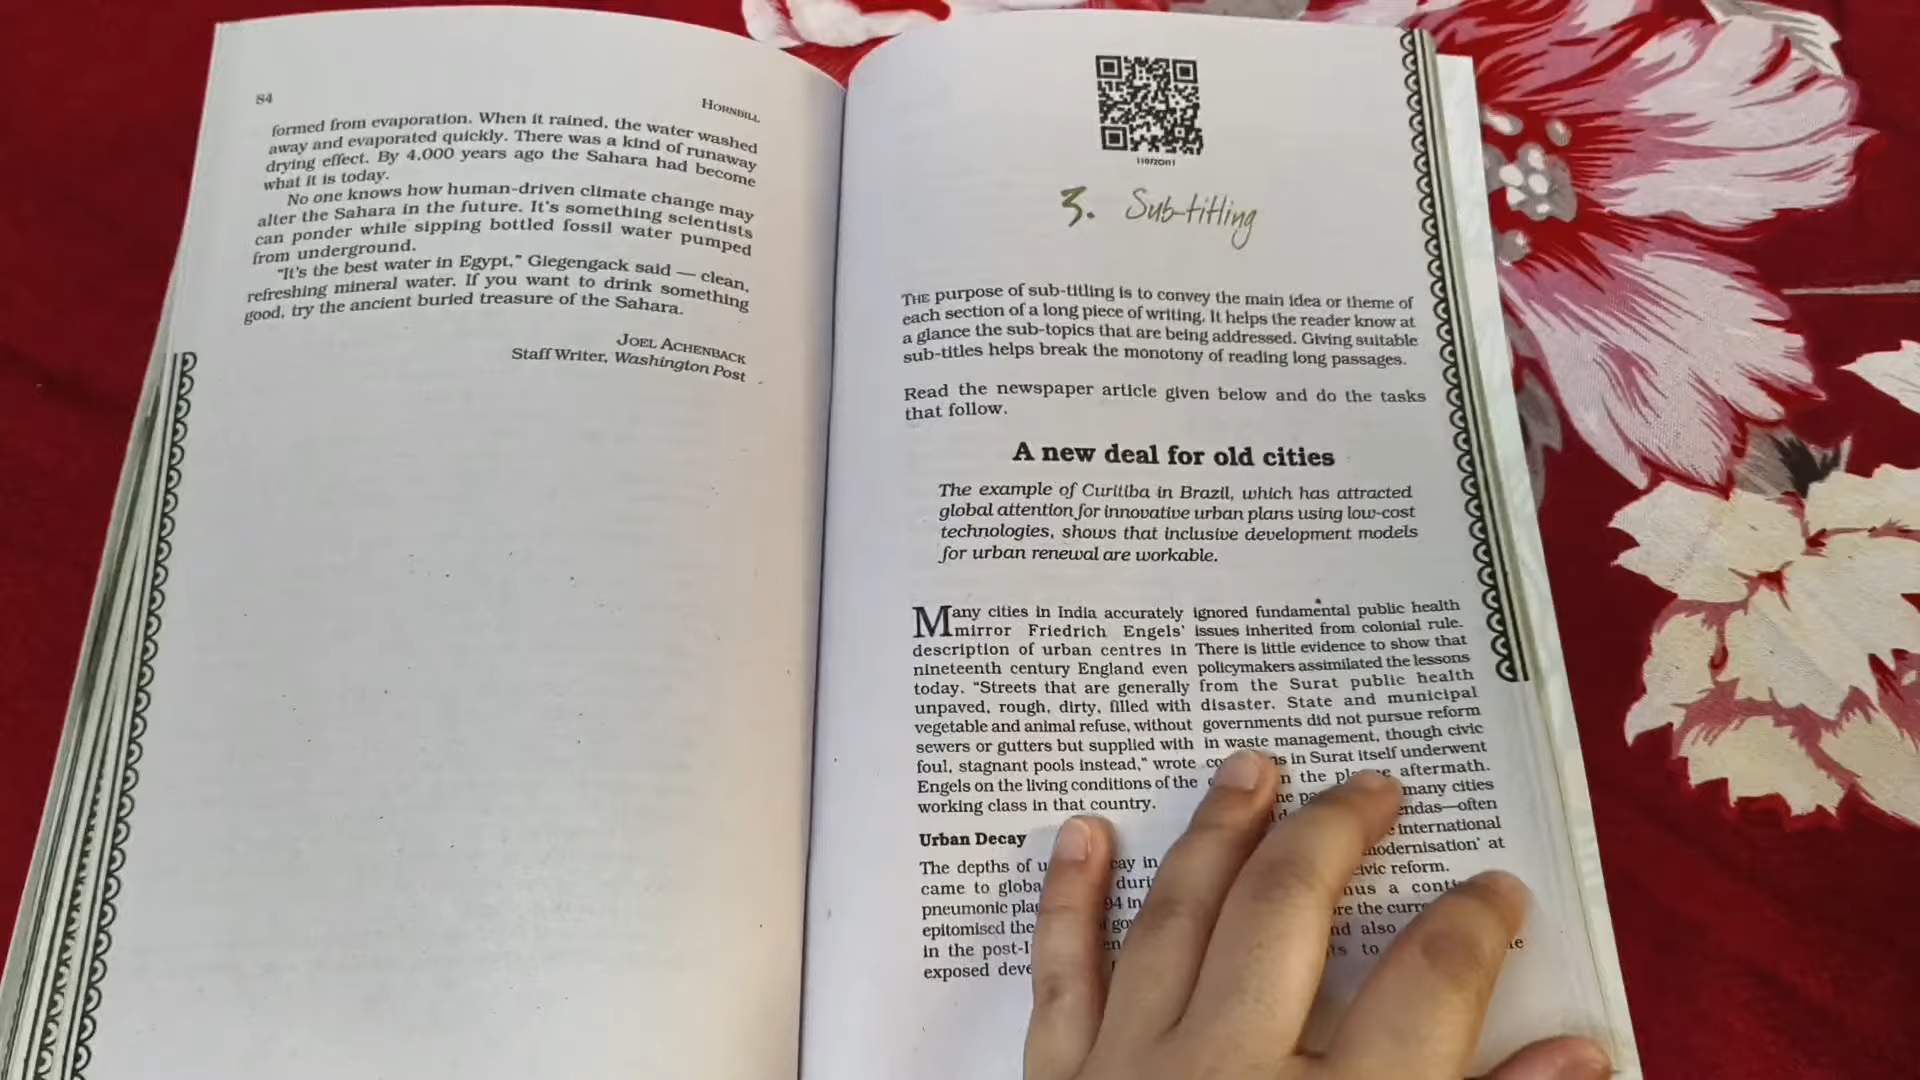 84
HORNBILL
formed from evaporation. When it rained, the water washed
away and evaporated quickly. There was a kind of runaway
drying effect. By 4,000 years ago the Sahara had become
what it is today.
No one knows how human-driven climate change may
alter the Sahara in the future. It's something scientists
can ponder while sipping bottled fossil water pumped
from underground.
"It's the best water in Egypt," Giegengack said — clean,
refreshing mineral water. If you want to drink something
good, try the ancient buried treasure of the Sahara.
JOEL ACHENBACK
Staff Writer, Washington Post
3. Sub-titling
THE purpose of sub-titling is to convey the main idea or theme of
each section of a long piece of writing. It helps the reader know at
a glance the sub-topics that are being addressed. Giving suitable
sub-titles helps break the monotony of reading long passages.
Read the newspaper article given below and do the tasks
that follow.
A new deal for old cities
The example of Curitiba in Brazil, which has attracted
global attention for innovative urban plans using low-cost
technologies, shows that inclusive development models
for urban renewal are workable.
Many cities in India accurately
mirror Friedrich Engels'
description of urban centres in
nineteenth century England even
today. "Streets that are generally
unpaved, rough, dirty, filled with
vegetable and animal refuse, without
sewers or gutters but supplied with
foul, stagnant pools instead," wrote
Engels on the living conditions of the
working class in that country.
Urban Decay
The depths of
came to
pneumonic 94 in
epitomised the
in the
exposed
ignored fundamental public health
issues inherited from colonial rule.
There is little evidence to show that
policymakers assimilated the lessons
from the Surat public health
disaster. State and municipal
governments did not pursue reform
in waste management, though civic
in Surat itself underwent
the aftermath.
many cities
often
international
modernisation' at
civic reform.
a
the
and also
to